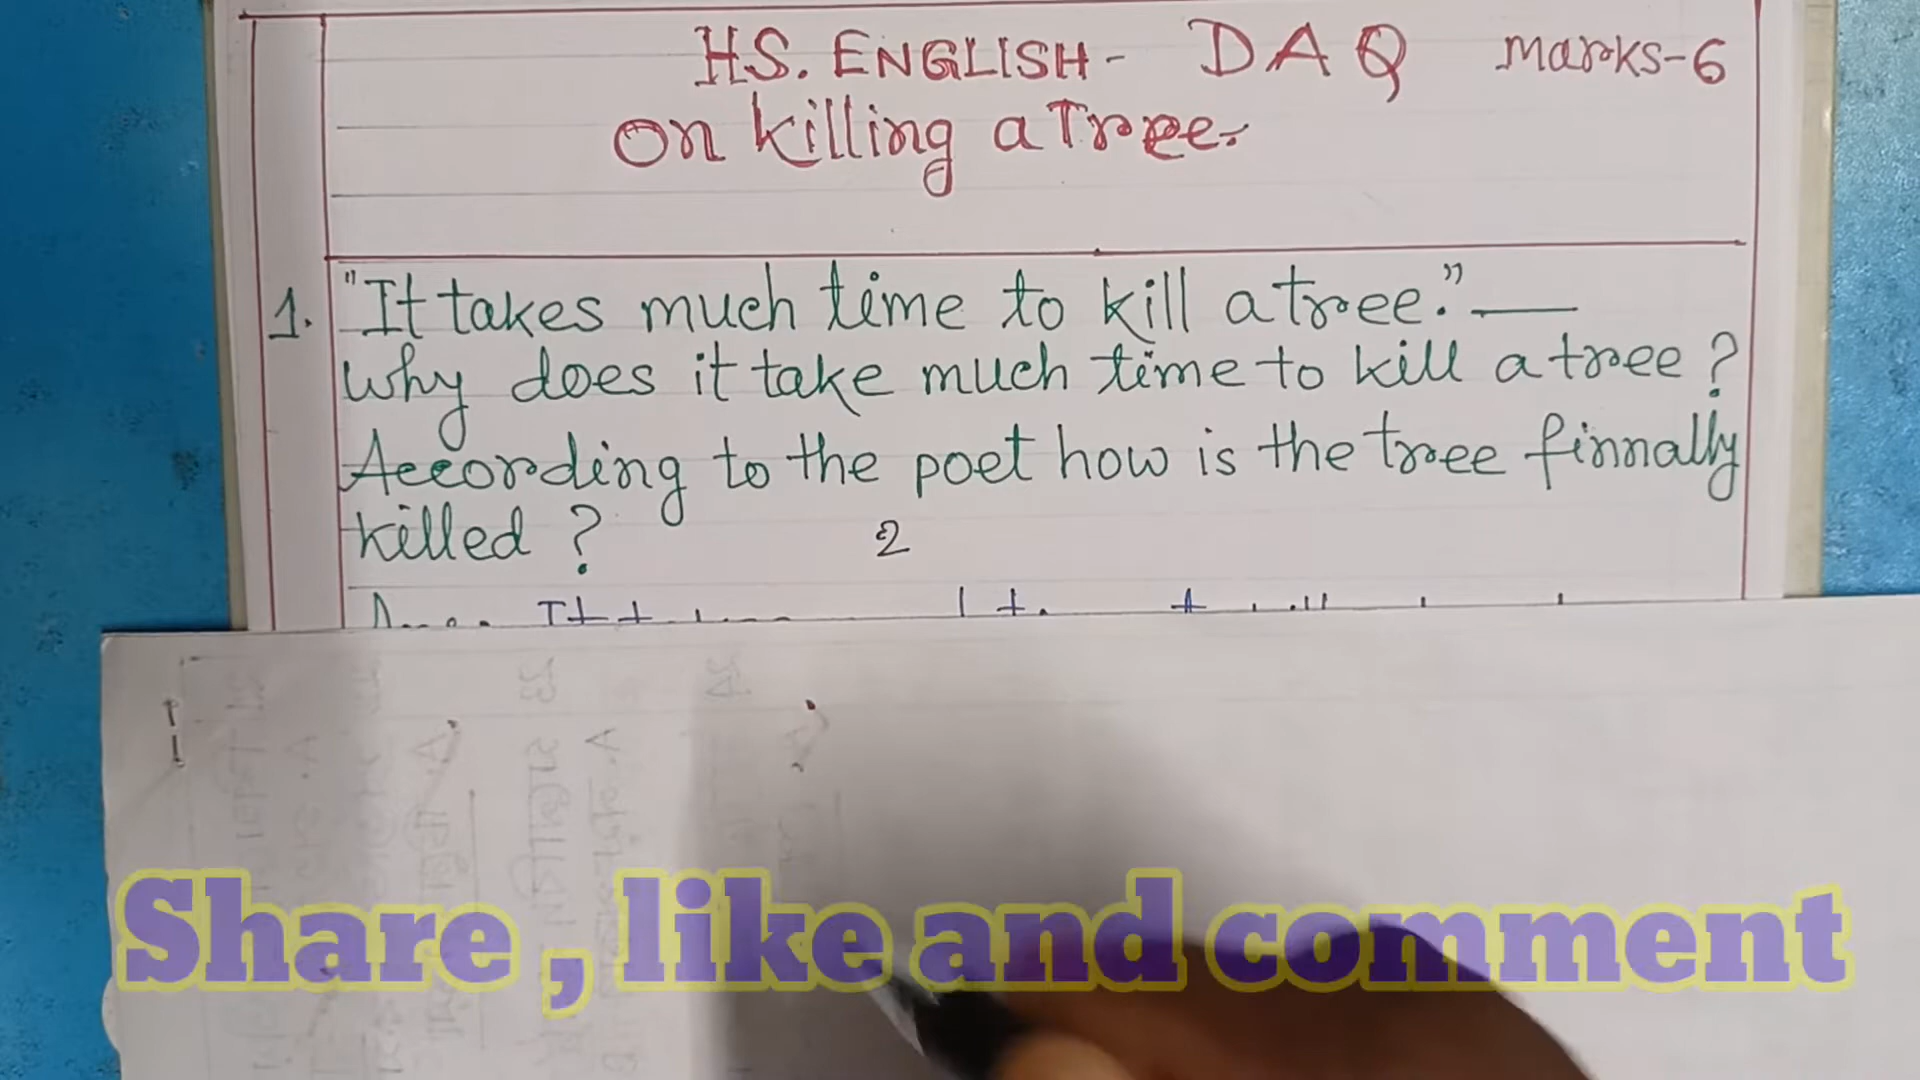 HS. ENGLISH - DAQ Marks-6
On Killing a Tree.
1. "It takes much time to kill a tree." —
Why does it take much time to kill a tree?
According to the poet how is the tree finnally
killed? 2
Share , like and comment